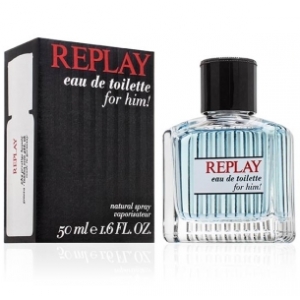 REPLAY
eau de toilette
for him!
natural spray
vaporisateur
50 ml e 1.6 FL. OZ.
REPLAY
REPLAY
eau de toilette
for him!